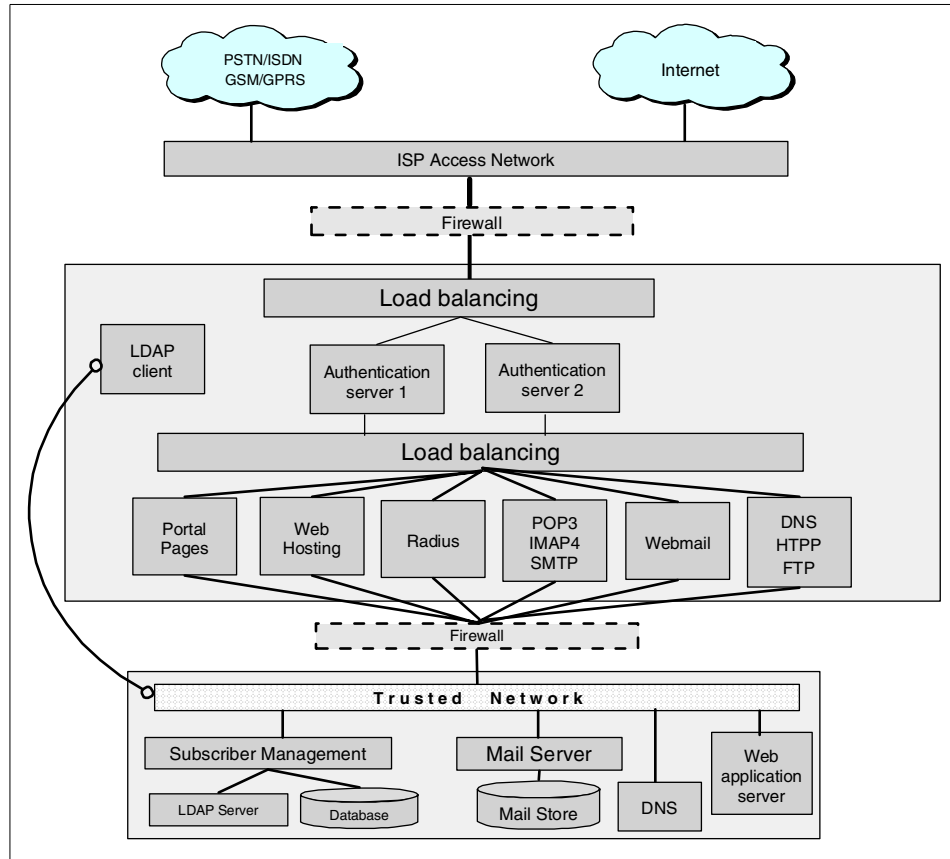 PSTN/ISDN
GSM/GPRS
Internet
ISP Access Network
Firewall
Load balancing
LDAP
client
Authentication
server 1
Authentication
server 2
Load balancing
Portal
Pages
Web
Hosting
Radius
POP3
IMAP4
SMTP
Webmail
DNS
HTPP
FTP
Firewall
Trusted Network
Subscriber Management
Mail Server
Web
application
server
LDAP Server
Database
Mail Store
DNS